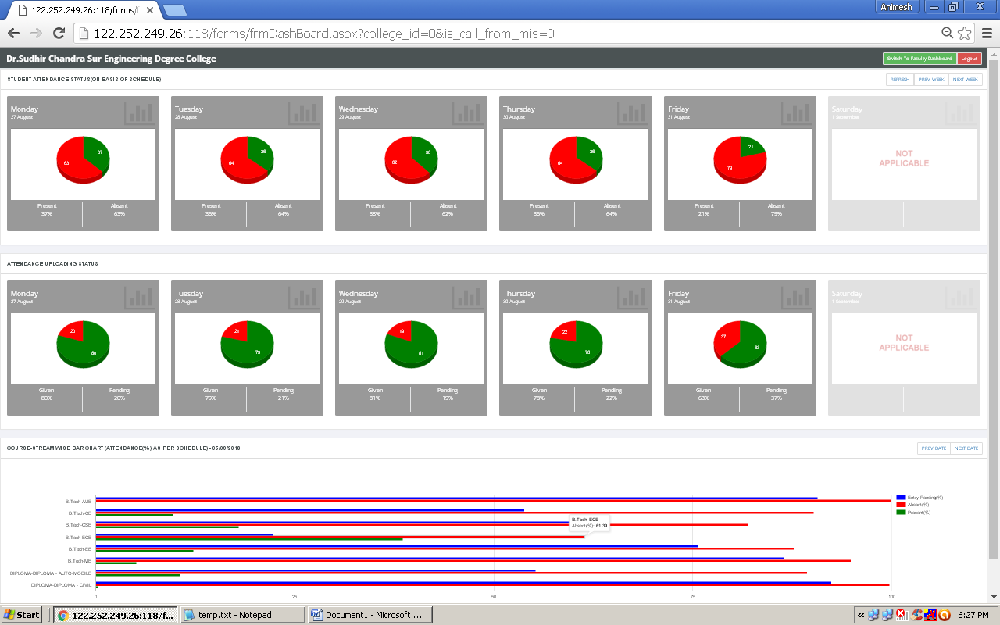 122.252.249.26:118/forms/f
Animesh
122.252.249.26:118/forms/frmDashBoard.aspx?college_id=0&is_call_from_mis=0
Dr.Sudhir Chandra Sur Engineering Degree College
Switch To Faculty Dashboard Logout
STUDENT ATTENDANCE STATUS(ON BASIS OF SCHEDULE)
REFRESH PREV WEEK NEXT WEEK
Monday Tuesday Wednesday Thursday Friday Saturday
27 August 28 August 29 August 30 August 31 August 1 September
37 36 38 36 21
63 64 62 64 79
NOT
APPLICABLE
Present Absent Present Absent Present Absent Present Absent Present Absent
37% 63% 36% 64% 38% 62% 36% 64% 21% 79%
ATTENDANCE UPLOADING STATUS
Monday Tuesday Wednesday Thursday Friday Saturday
27 August 28 August 29 August 30 August 31 August 1 September
20 21 19 22 37
80 79 81 78 63
NOT
APPLICABLE
Given Pending Given Pending Given Pending Given Pending Given Pending
80% 20% 79% 21% 81% 19% 78% 22% 63% 37%
COURSE-STREAM WISE BAR CHART (ATTENDANCE(%) AS PER SCHEDULE) - 06/09/2018
PREV DATE NEXT DATE
Entry Pending(%)
Absent(%)
Present(%)
B.Tech-AUE
B.Tech-CE
B.Tech-CSE
B.Tech-ECE
B.Tech-EE
B.Tech-ME
DIPLOMA-DIPLOMA - AUTO-MOBILE
DIPLOMA-DIPLOMA - CIVIL
B.Tech-ECE
Absent(%): 61.39
0 25 50 75 100
Start
122.252.249.26:118/f...
temp.txt - Notepad
Document1 - Microsoft ...
6:27 PM